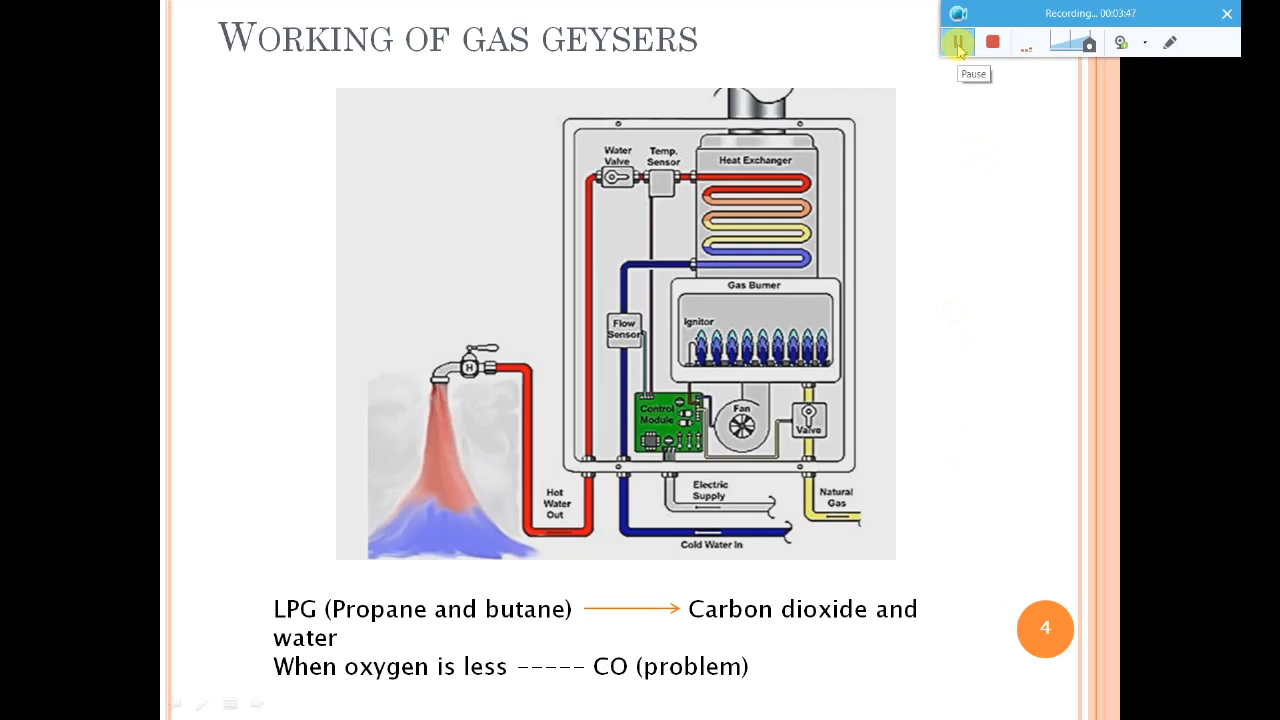 WORKING OF GAS GEYSERS
Recording... 00:03:47
Pause
Water
Valve
Temp.
Sensor
Heat Exchanger
Gas Burner
Ignitor
Flow
Sensor
H
Control
Module
Fan
Valve
Hot
Water
Out
Electric
Supply
Natural
Gas
Cold Water In
LPG (Propane and butane) Carbon dioxide and
water
When oxygen is less ----- CO (problem)
4